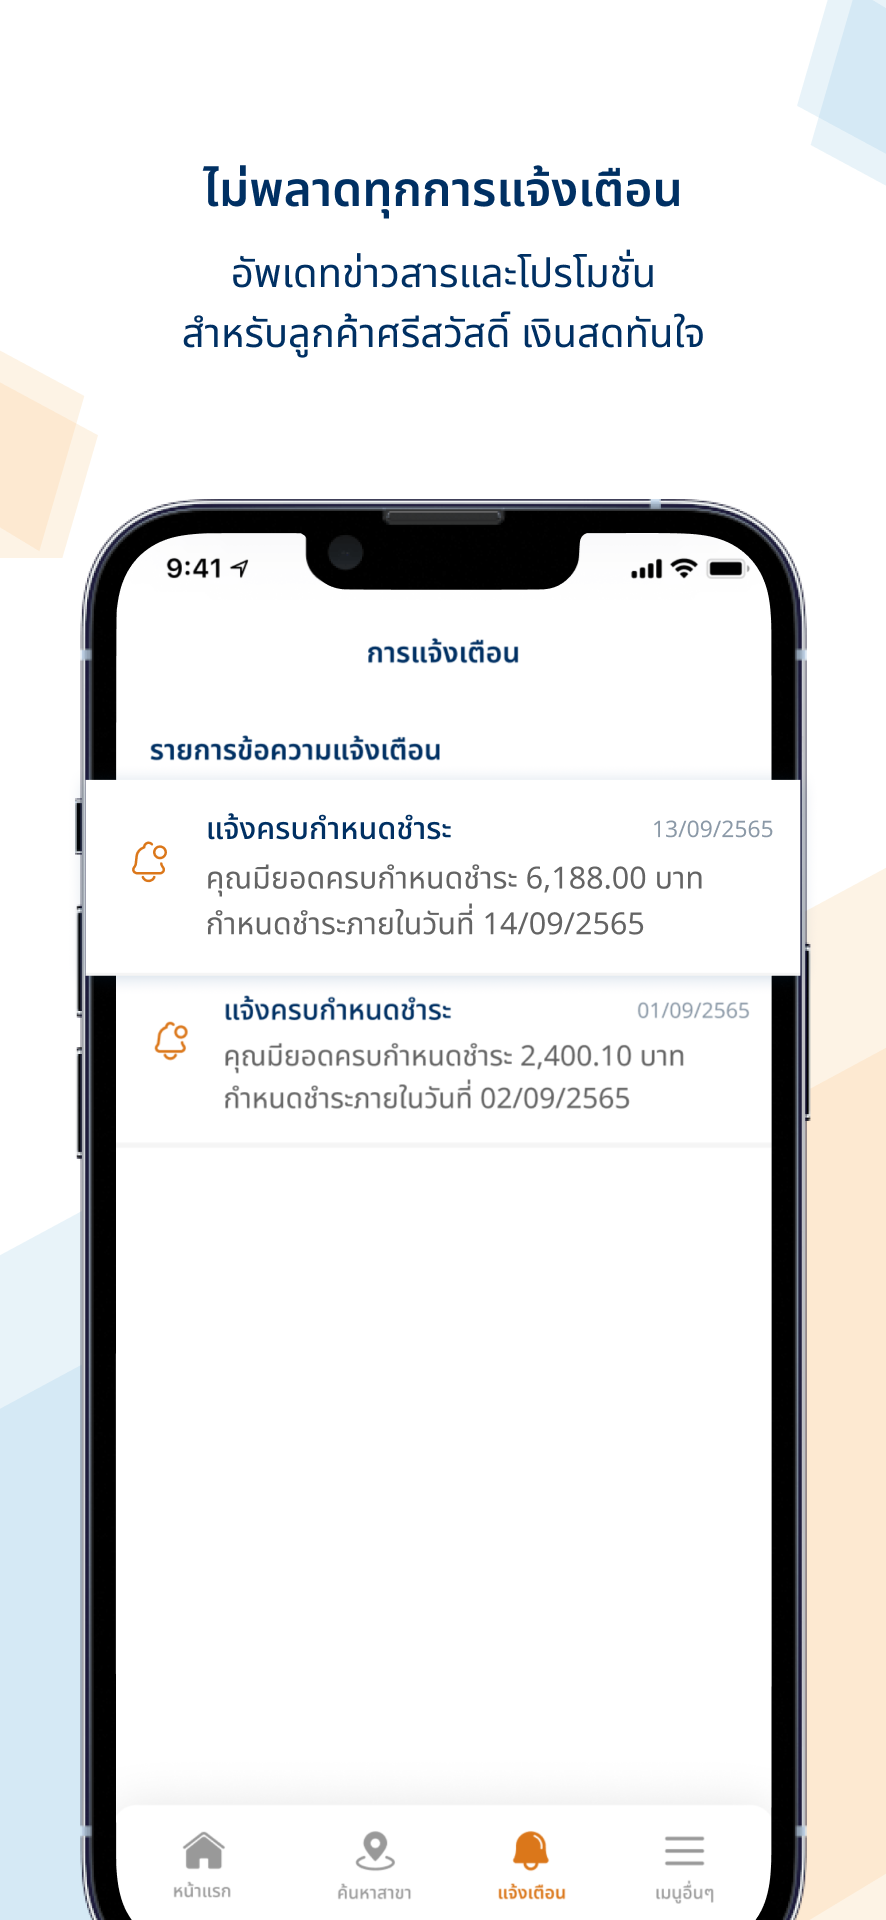 ไม่พลาดทุกการแจ้งเตือน
อัพเดทข่าวสารและโปรโมชั่น
สำหรับลูกค้าศรีสวัสดิ์ เงินสดทันใจ
9:41
การแจ้งเตือน
รายการข้อความแจ้งเตือน
แจ้งครบกำหนดชำระ 13/09/2565
คุณมียอดครบกำหนดชำระ 6,188.00 บาท
กำหนดชำระภายในวันที่ 14/09/2565
แจ้งครบกำหนดชำระ 01/09/2565
คุณมียอดครบกำหนดชำระ 2,400.10 บาท
กำหนดชำระภายในวันที่ 02/09/2565
หน้าแรก ค้นหาสาขา แจ้งเตือน เมนูอื่นๆ